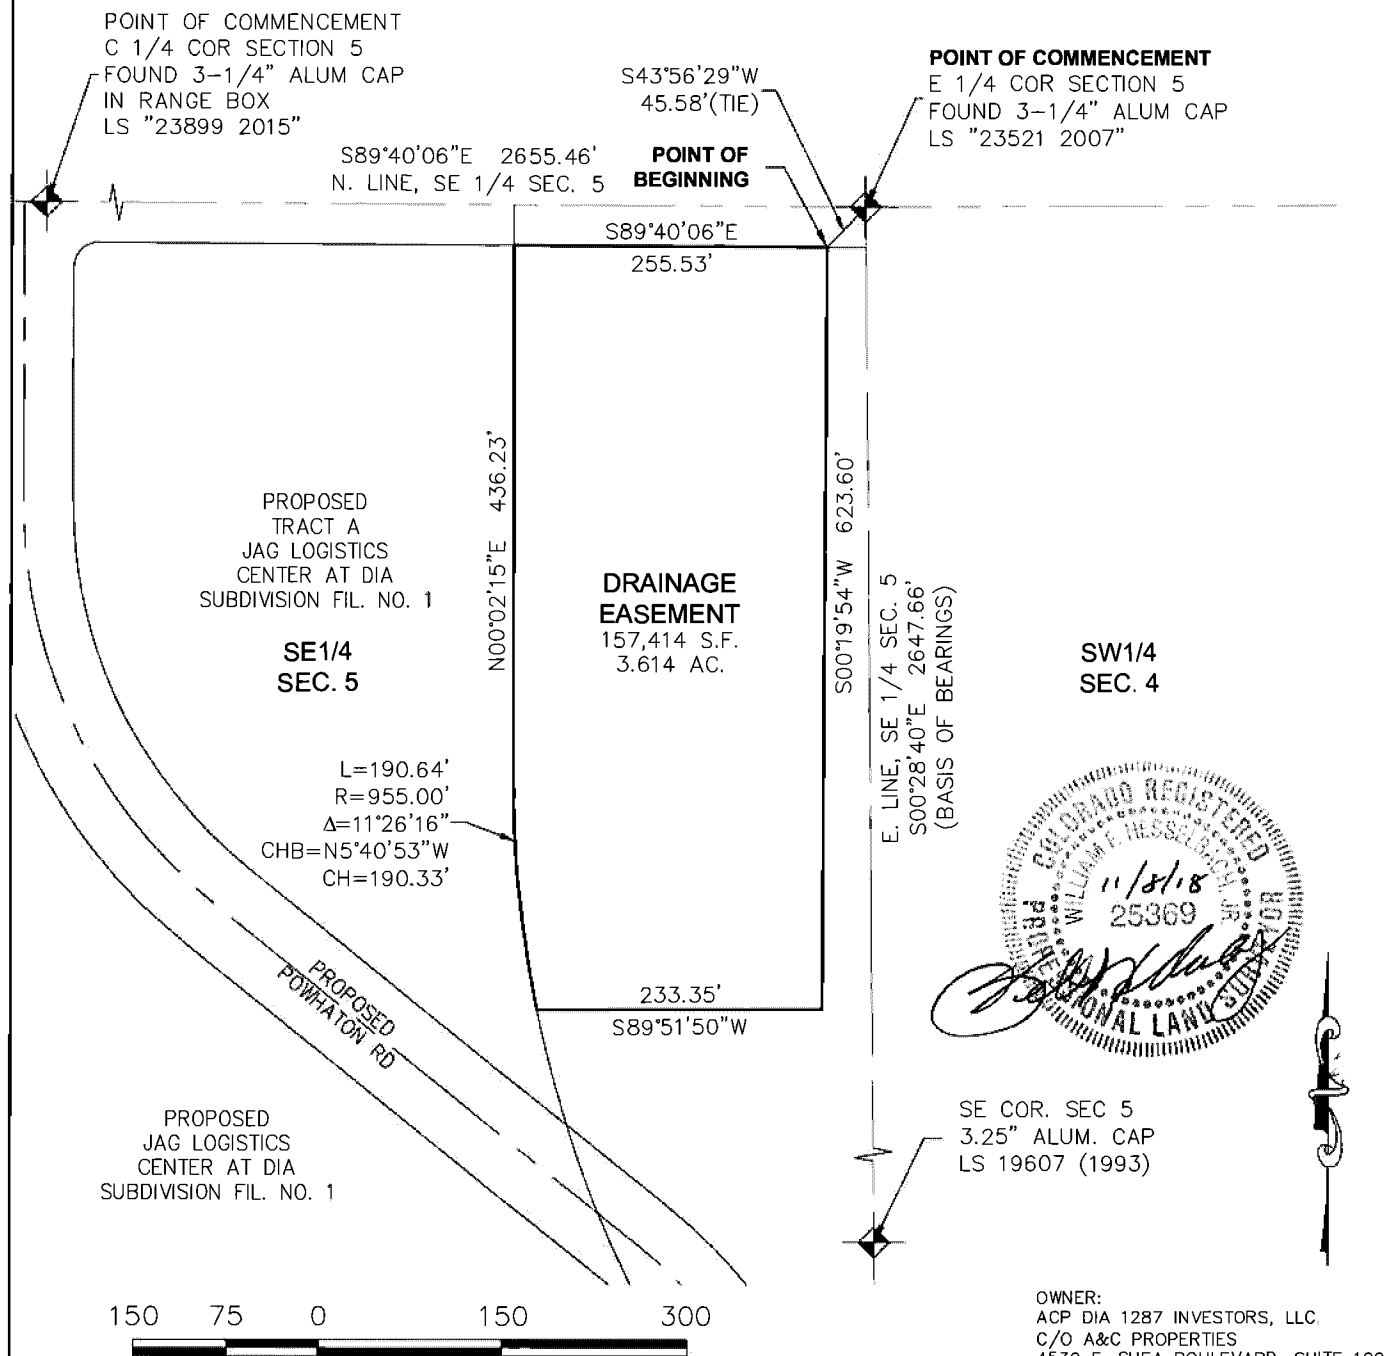 POINT OF COMMENCEMENT
C 1/4 COR SECTION 5
FOUND 3-1/4" ALUM CAP
IN RANGE BOX
LS "23899 2015"
S43°56'29"W
45.58'(TIE)
POINT OF COMMENCEMENT
E 1/4 COR SECTION 5
FOUND 3-1/4" ALUM CAP
LS "23521 2007"
S89°40'06"E 2655.46'
N. LINE, SE 1/4 SEC. 5
POINT OF
BEGINNING
S89°40'06"E
255.53'
N00°02'15"E 436.23'
PROPOSED
TRACT A
JAG LOGISTICS
CENTER AT DIA
SUBDIVISION FIL. NO. 1
SE1/4
SEC. 5
DRAINAGE
EASEMENT
157,414 S.F.
3.614 AC.
S00°19'54"W 623.60'
E. LINE, SE 1/4 SEC. 5
S00°28'40"E 2647.66'
(BASIS OF BEARINGS)
SW1/4
SEC. 4
L=190.64'
R=955.00'
Δ=11°26'16"
CHB=N5°40'53"W
CH=190.33'
COLORADO REGISTERED
WILLIAM F. HESSELBACH, JR.
11/8/18
25369
PROFESSIONAL LAND SURVEYOR
233.35'
S89°51'50"W
PROPOSED
POWHATON RD
PROPOSED
JAG LOGISTICS
CENTER AT DIA
SUBDIVISION FIL. NO. 1
SE COR. SEC 5
3.25" ALUM. CAP
LS 19607 (1993)
150 75 0 150 300
OWNER:
ACP DIA 1287 INVESTORS, LLC.
C/O A&C PROPERTIES
4530 E. SHEA BOULEVARD, SUITE 100